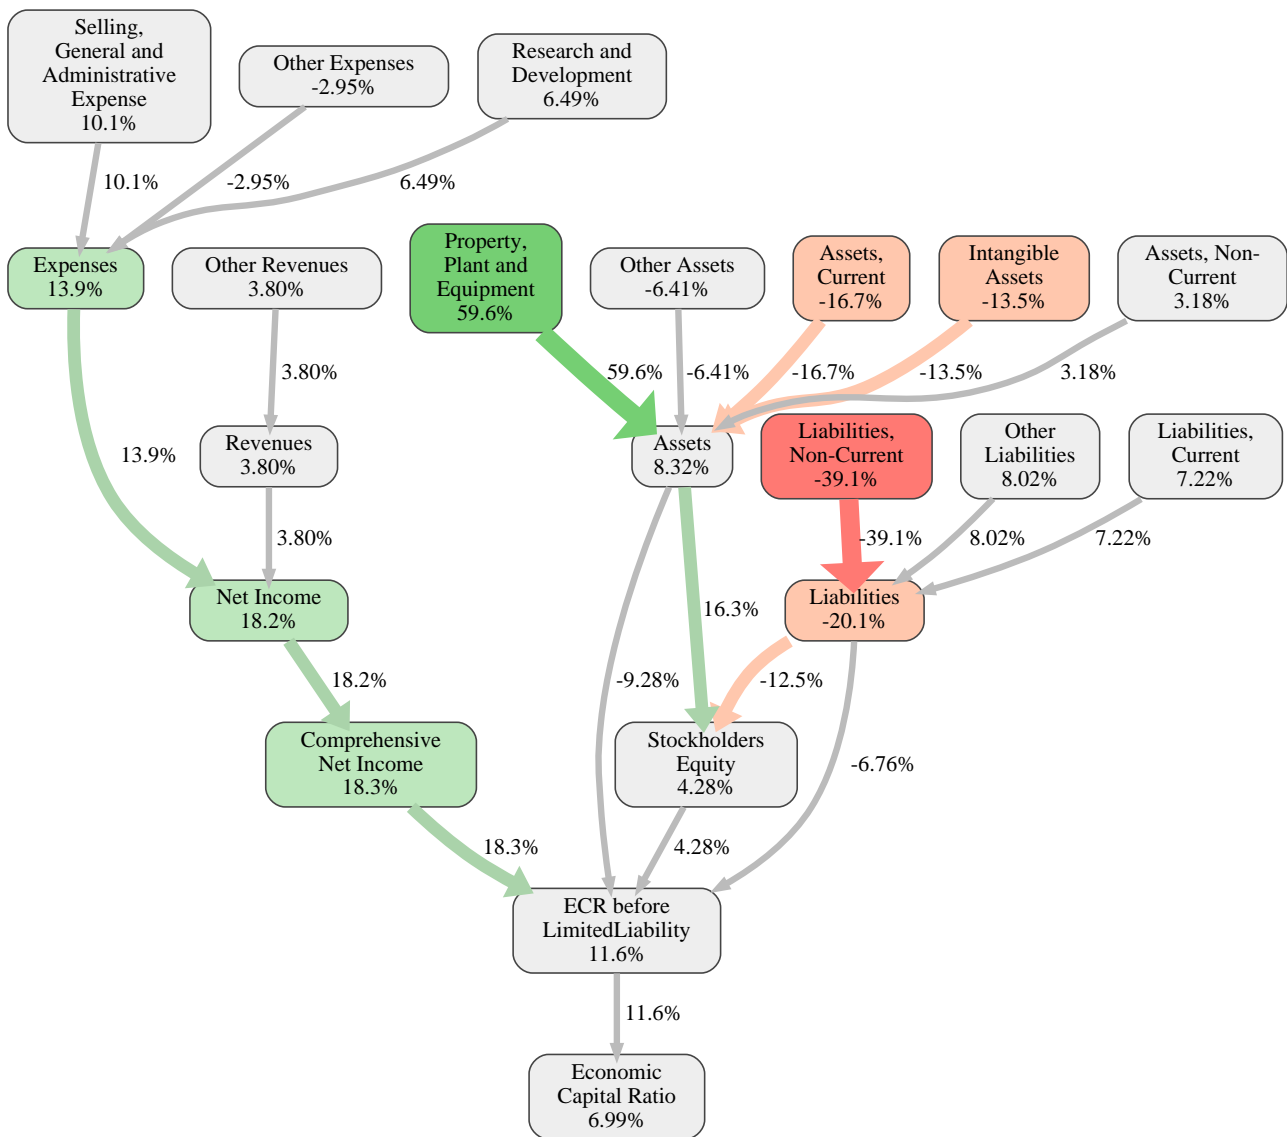 Selling,
General and
Administrative
Expense
10.1%
Other Expenses
-2.95%
Research and
Development
6.49%
10.1%
-2.95%
6.49%
Expenses
13.9%
Other Revenues
3.80%
Property,
Plant and
Equipment
59.6%
Other Assets
-6.41%
Assets,
Current
-16.7%
Intangible
Assets
-13.5%
Assets, Non-
Current
3.18%
3.80%
59.6%
-6.41%
-16.7%
-13.5%
3.18%
13.9%
Revenues
3.80%
Assets
8.32%
Liabilities,
Non-Current
-39.1%
Other
Liabilities
8.02%
Liabilities,
Current
7.22%
3.80%
-39.1%
8.02%
7.22%
Net Income
18.2%
16.3%
Liabilities
-20.1%
18.2%
-9.28%
-12.5%
-6.76%
Comprehensive
Net Income
18.3%
Stockholders
Equity
4.28%
18.3%
4.28%
ECR before
LimitedLiability
11.6%
11.6%
Economic
Capital Ratio
6.99%